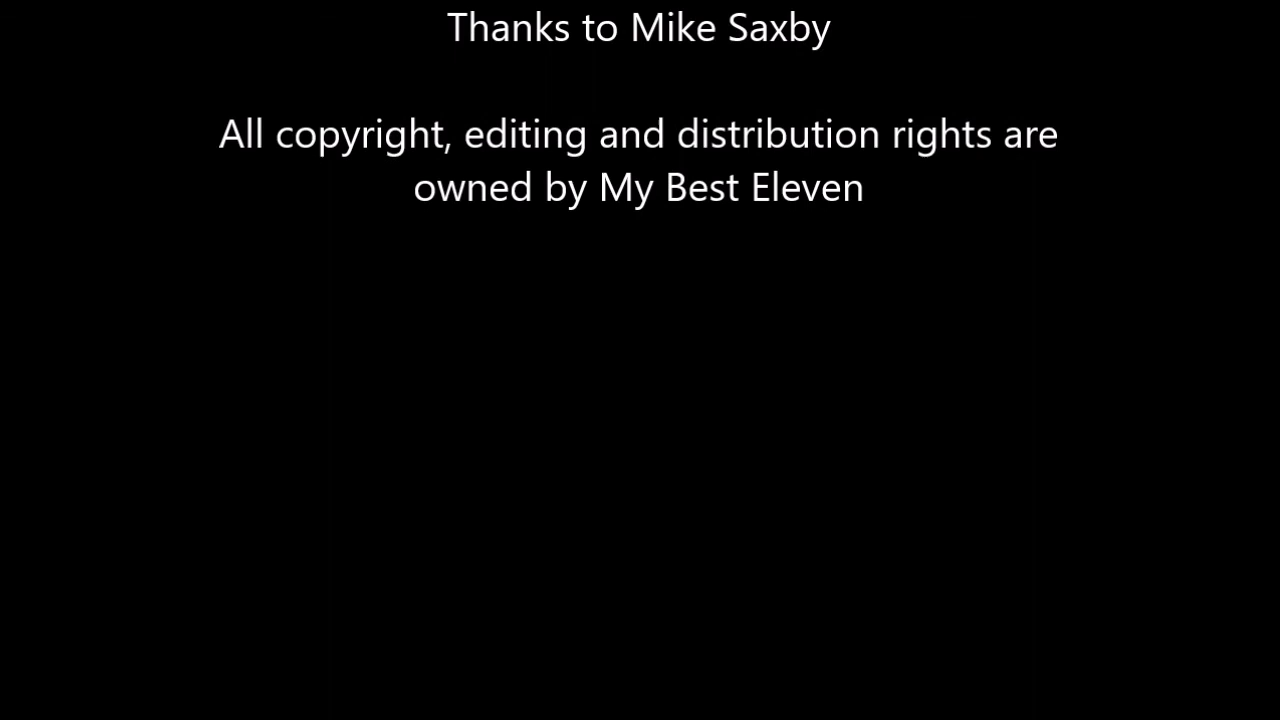 Thanks to Mike Saxby
All copyright, editing and distribution rights are
owned by My Best Eleven